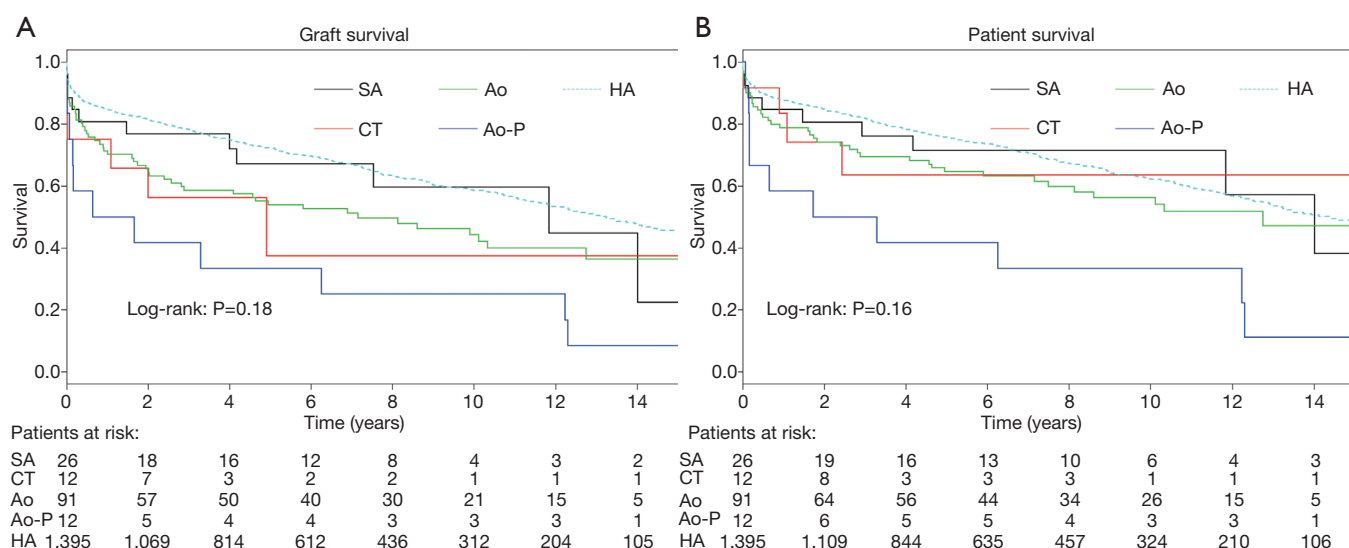 A
Graft survival
1.0
0.8
0.6
0.4
0.2
0.0
Survival
SA
Ao
HA
CT
Ao-P
Log-rank: P=0.18
0 2 4 6 8 10 12 14
Time (years)
Patients at risk:
SA 26 18 16 12 8 4 3 2
CT 12 7 3 2 2 1 1 1
Ao 91 57 50 40 30 21 15 5
Ao-P 12 5 4 4 3 3 3 1
HA 1,395 1,069 814 612 436 312 204 105
B
Patient survival
1.0
0.8
0.6
0.4
0.2
0.0
Survival
SA
Ao
HA
CT
Ao-P
Log-rank: P=0.16
0 2 4 6 8 10 12 14
Time (years)
Patients at risk:
SA 26 19 16 13 10 6 4 3
CT 12 8 3 3 3 1 1 1
Ao 91 64 56 44 34 26 15 5
Ao-P 12 6 5 5 4 3 3 1
HA 1,395 1,109 844 635 457 324 210 106